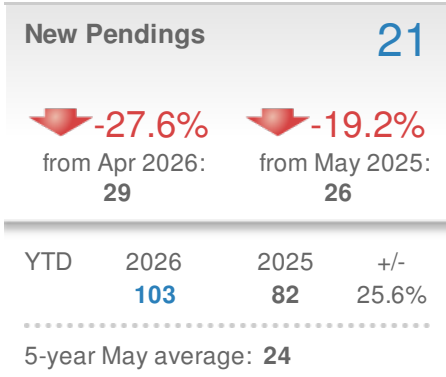 New Pendings 21
-27.6% -19.2%
from Apr 2026: from May 2025:
29 26
YTD 2026 2025 +/-
103 82 25.6%
5-year May average: 24